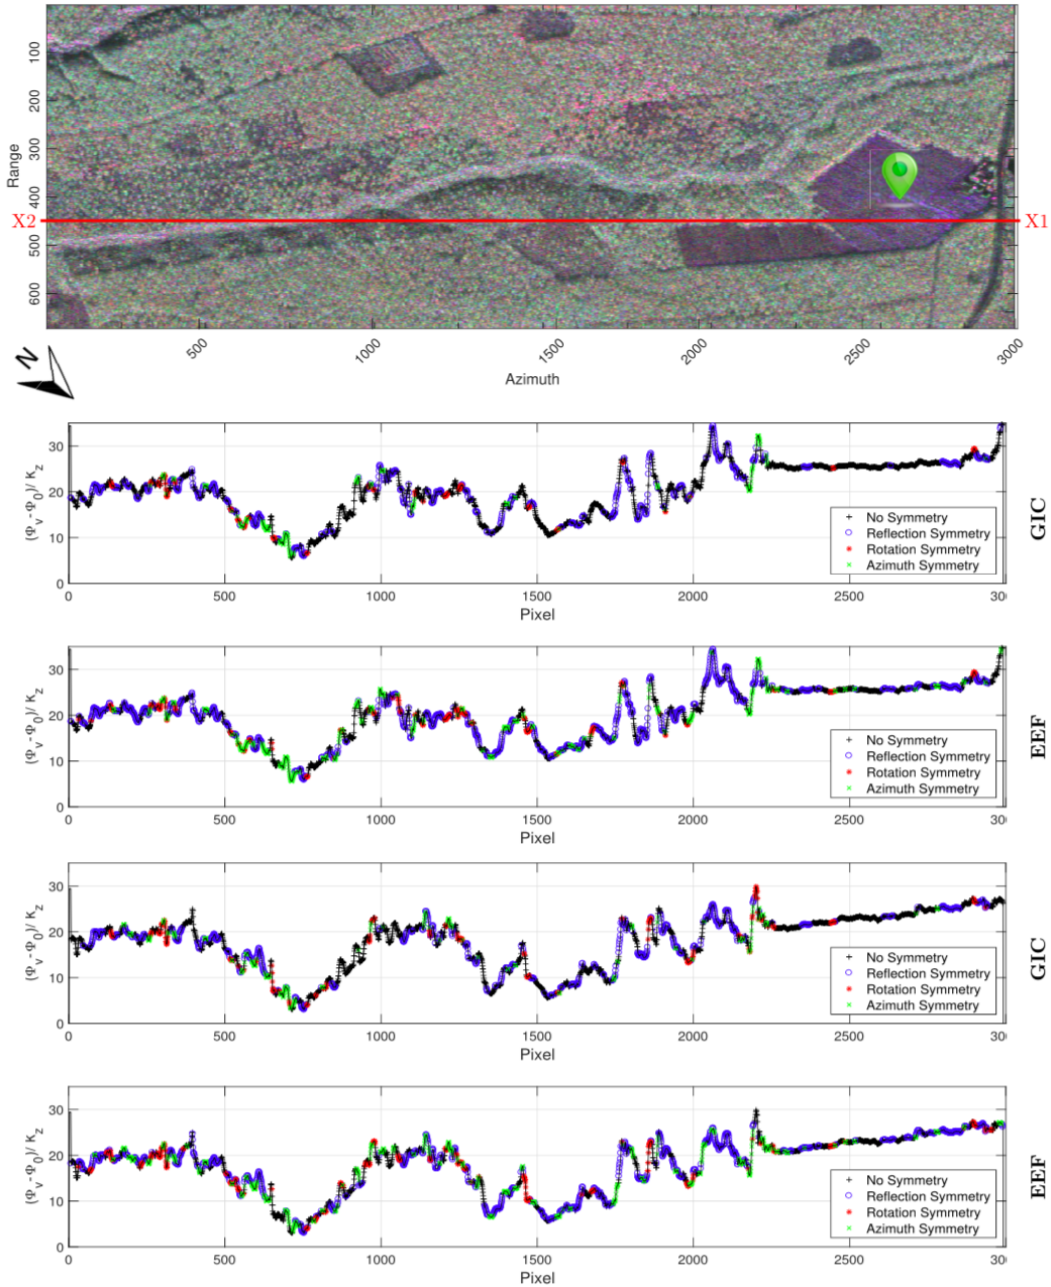 100
200
300
400
500
600
Range
X2
X1
500
1000
1500
2000
2500
3000
Azimuth
N
30
20
10
0
(Φv-Φ0)/ Kz
0
500
1000
1500
2000
2500
30
Pixel
No Symmetry
Reflection Symmetry
Rotation Symmetry
Azimuth Symmetry
GIC
30
20
10
0
(Φv-Φ0)/ Kz
0
500
1000
1500
2000
2500
30
Pixel
No Symmetry
Reflection Symmetry
Rotation Symmetry
Azimuth Symmetry
EEF
30
20
10
0
(Φv-Φ0)/ Kz
0
500
1000
1500
2000
2500
30
Pixel
No Symmetry
Reflection Symmetry
Rotation Symmetry
Azimuth Symmetry
GIC
30
20
10
0
(Φv-Φ0)/ Kz
0
500
1000
1500
2000
2500
30
Pixel
No Symmetry
Reflection Symmetry
Rotation Symmetry
Azimuth Symmetry
EEF